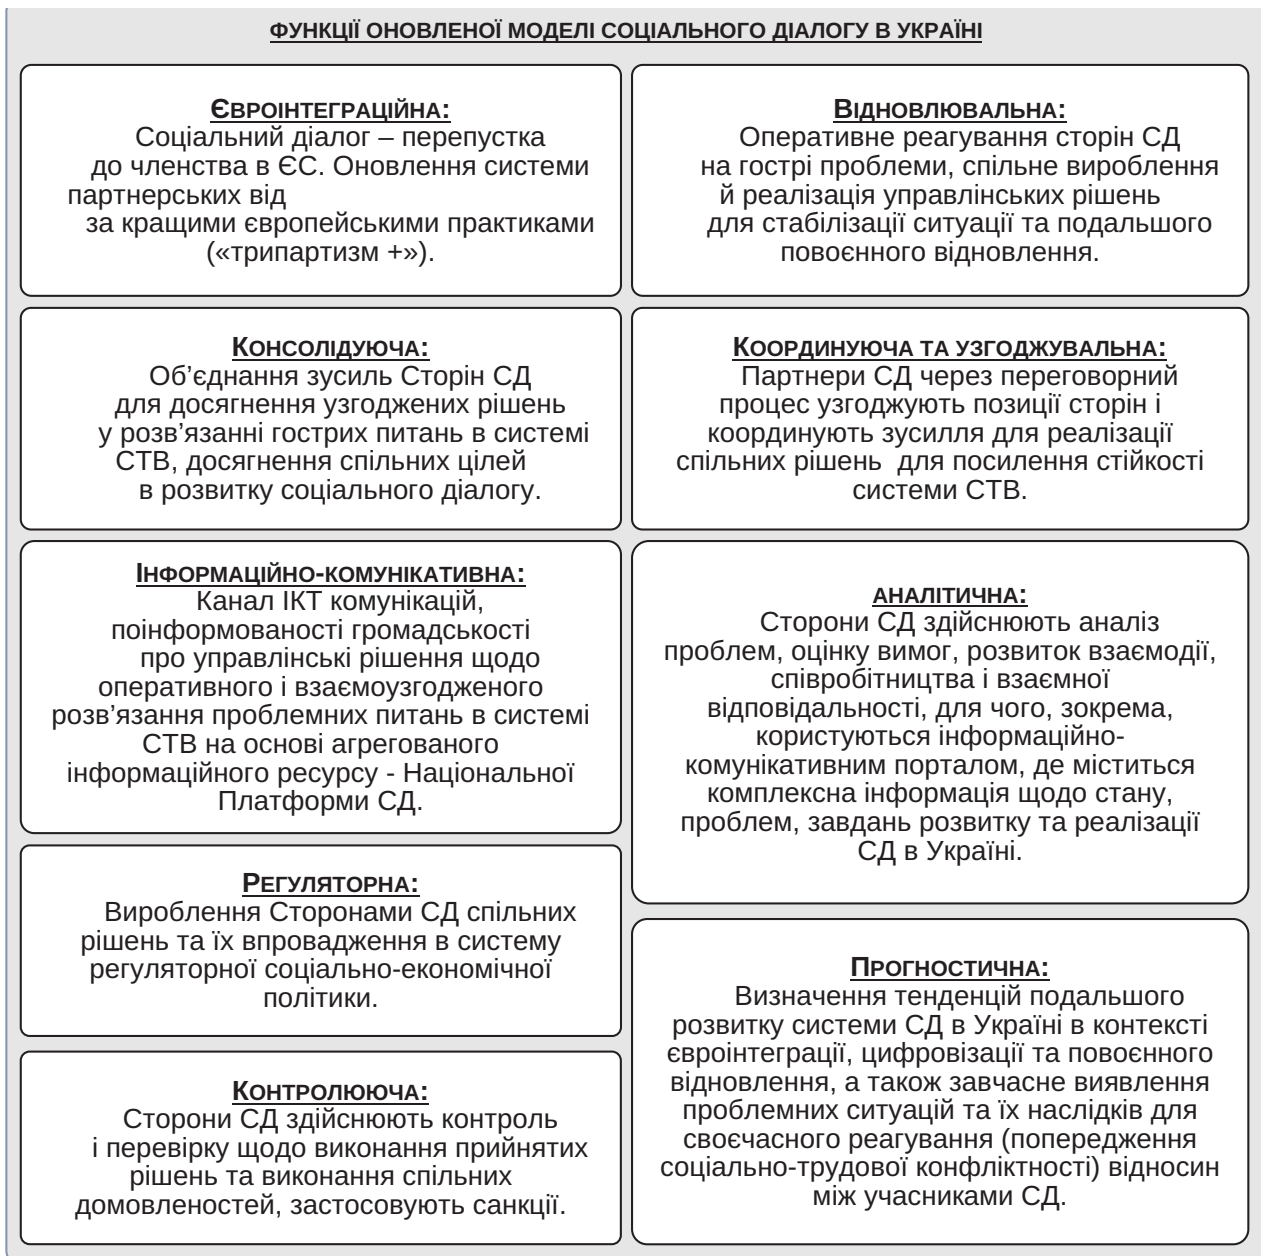 ФУНКЦІЇ ОНОВЛЕНОЇ МОДЕЛІ СОЦІАЛЬНОГО ДІАЛОГУ В УКРАЇНІ
ЄВРОІНТЕГРАЦІЙНА:
Соціальний діалог – перепустка
до членства в ЄС. Оновлення системи
партнерських від
за кращими європейськими практиками
(«трипартизм +»).
КОНСОЛІДУЮЧА:
Об’єднання зусиль Сторін СД
для досягнення узгоджених рішень
у розв’язанні гострих питань в системі
СТВ, досягнення спільних цілей
в розвитку соціального діалогу.
ІНФОРМАЦІЙНО-КОМУНІКАТИВНА:
Канал ІКТ комунікацій,
поінформованості громадськості
про управлінські рішення щодо
оперативного і взаємоузгодженого
розв’язання проблемних питань в системі
СТВ на основі агрегованого
інформаційного ресурсу - Національної
Платформи СД.
РЕГУЛЯТОРНА:
Вироблення Сторонами СД спільних
рішень та їх впровадження в систему
регуляторної соціально-економічної
політики.
КОНТРОЛЮЮЧА:
Сторони СД здійснюють контроль
і перевірку щодо виконання прийнятих
рішень та виконання спільних
домовленостей, застосовують санкції.
ВІДНОВЛЮВАЛЬНА:
Оперативне реагування сторін СД
на гострі проблеми, спільне вироблення
й реалізація управлінських рішень
для стабілізації ситуації та подальшого
повоєнного відновлення.
КООРДИНУЮЧА ТА УЗГОДЖУВАЛЬНА:
Партнери СД через переговорний
процес узгоджують позиції сторін і
координують зусилля для реалізації
спільних рішень для посилення стійкості
системи СТВ.
АНАЛІТИЧНА:
Сторони СД здійснюють аналіз
проблем, оцінку вимог, розвиток взаємодії,
співробітництва і взаємної
відповідальності, для чого, зокрема,
користуються інформаційно-
комунікативним порталом, де міститься
комплексна інформація щодо стану,
проблем, завдань розвитку та реалізації
СД в Україні.
ПРОГНОСТИЧНА:
Визначення тенденцій подальшого
розвитку системи СД в Україні в контексті
євроінтеграції, цифровізації та повоєнного
відновлення, а також завчасне виявлення
проблемних ситуацій та їх наслідків для
своєчасного реагування (попередження
соціально-трудової конфліктності) відносин
між учасниками СД.